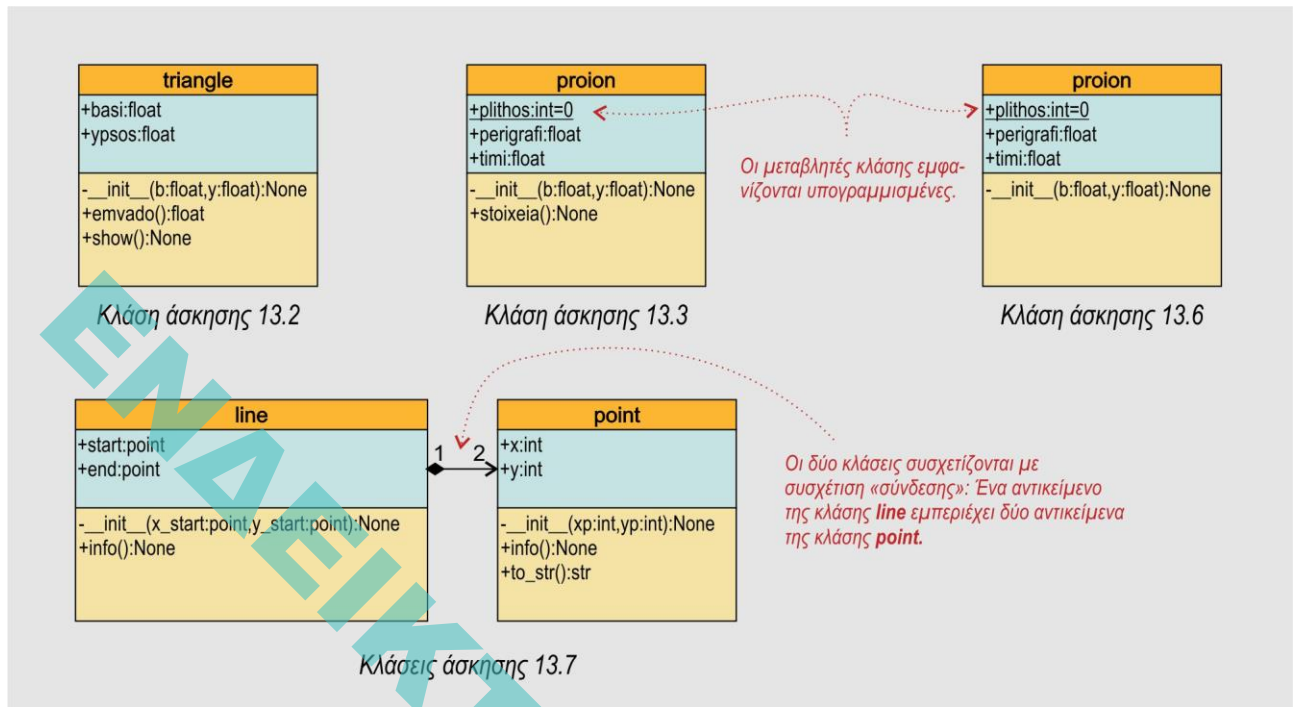 triangle
+basi:float
+ypsos:float
-__init__(b:float,y:float):None
+emvado():float
+show():None
Κλάση άσκησης 13.2
proion
+plithos:int=0
+perigrafi:float
+timi:float
-__init__(b:float,y:float):None
+stoixeia():None
Κλάση άσκησης 13.3
Οι μεταβλητές κλάσης εμφα-
νίζονται υπογραμμισμένες.
proion
+plithos:int=0
+perigrafi:float
+timi:float
-__init__(b:float,y:float):None
Κλάση άσκησης 13.6
line
+start:point
+end:point
-__init__(x_start:point,y_start:point):None
+info():None
1 2
point
+x:int
+y:int
-__init__(xp:int,yp:int):None
+info():None
+to_str():str
Οι δύο κλάσεις συσχετίζονται με
συσχέτιση «σύνδεσης»: Ένα αντικείμενο
της κλάσης line εμπεριέχει δύο αντικείμενα
της κλάσης point.
Κλάσεις άσκησης 13.7
ΕΝΔΕΙΚΤ